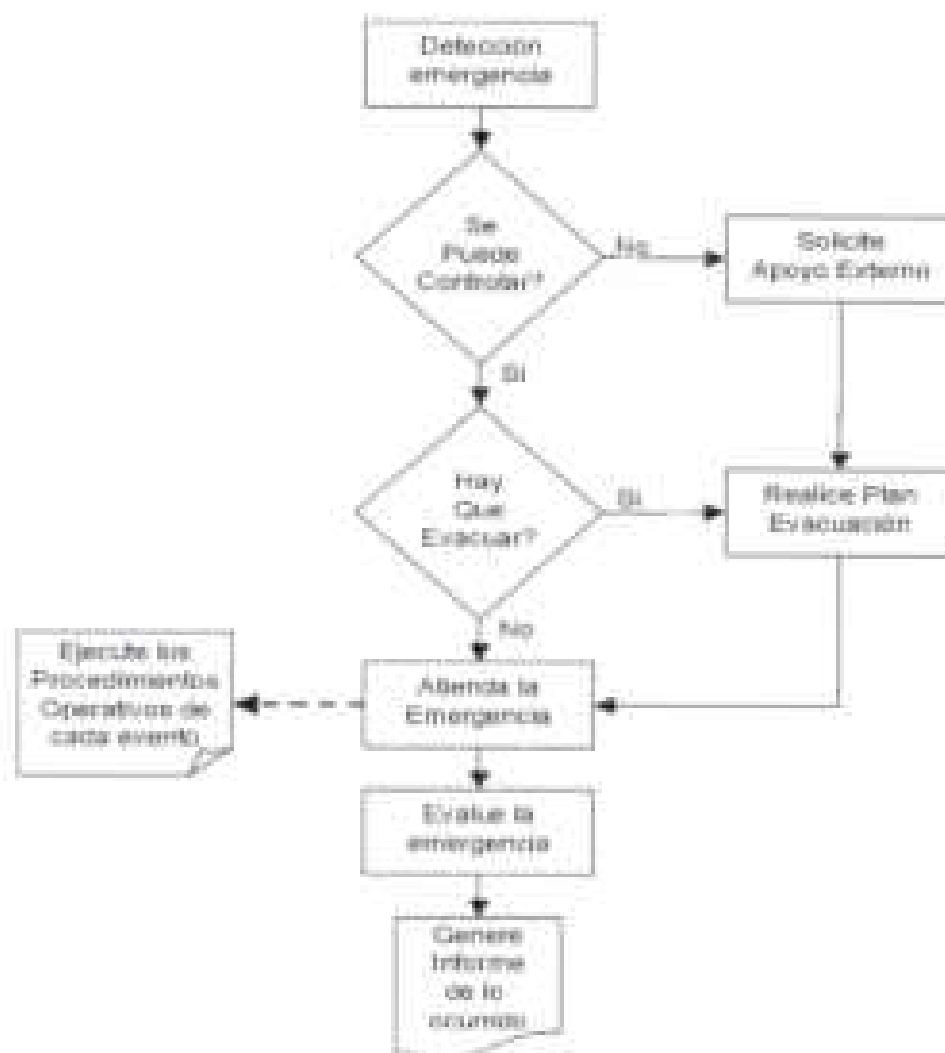 Detección
emergencia
Se
Puede
Controlar?
No
Solicite
Apoyo Externo
Si
Hay
Que
Evacuar?
Si
Realice Plan
Evacuación
No
Ejecute los
Procedimientos
Operativos de
cada evento
Atienda la
Emergencia
Evalue la
emergencia
Genere
Informe
de lo
ocurrido